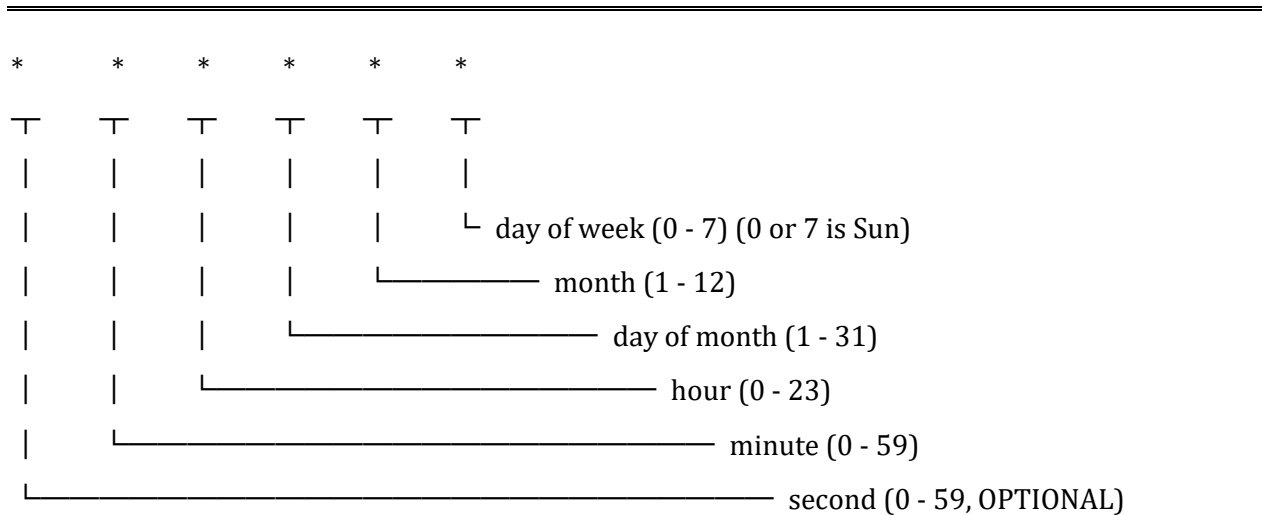 * * * * * *
┬ ┬ ┬ ┬ ┬ ┬
│ │ │ │ │ │
│ │ │ │ │ └ day of week (0 - 7) (0 or 7 is Sun)
│ │ │ │ └───── month (1 - 12)
│ │ │ └────────── day of month (1 - 31)
│ │ └─────────────── hour (0 - 23)
│ └──────────────────── minute (0 - 59)
└───────────────────────── second (0 - 59, OPTIONAL)